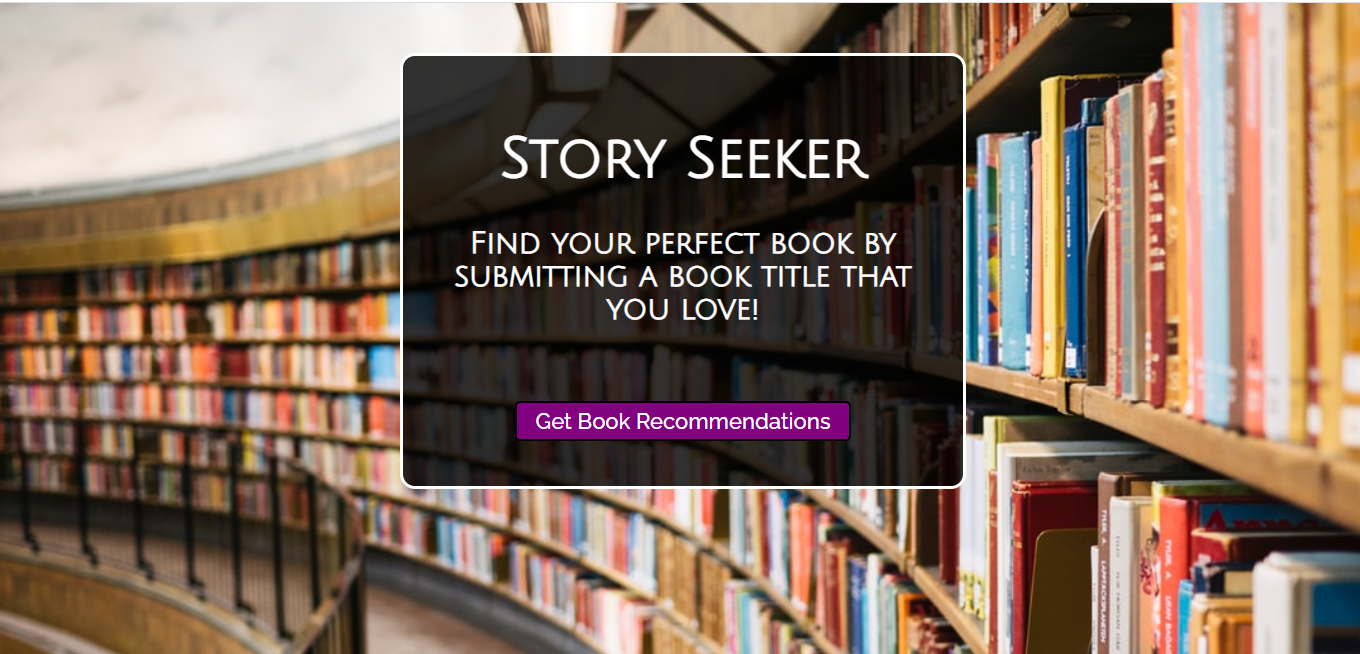 Story Seeker
Find your perfect book by
submitting a book title that
you love!
Get Book Recommendations